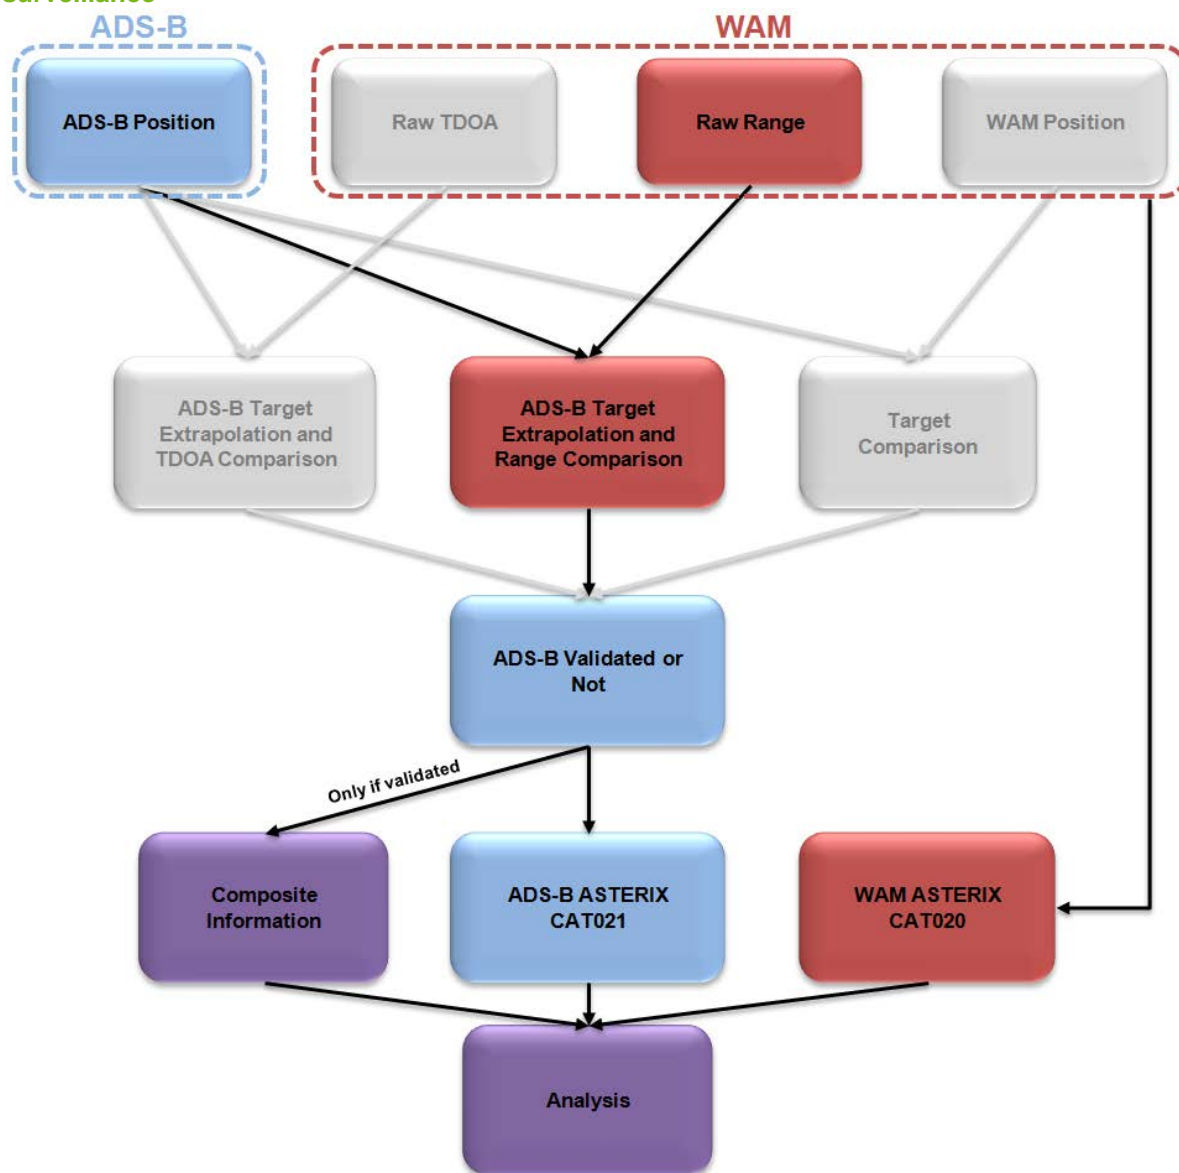 Surveillance
ADS-B
WAM
ADS-B Position
Raw TDOA
Raw Range
WAM Position
ADS-B Target
Extrapolation and
TDOA Comparison
ADS-B Target
Extrapolation and
Range Comparison
Target
Comparison
ADS-B Validated or
Not
Only if validated
Composite
Information
ADS-B ASTERIX
CAT021
WAM ASTERIX
CAT020
Analysis